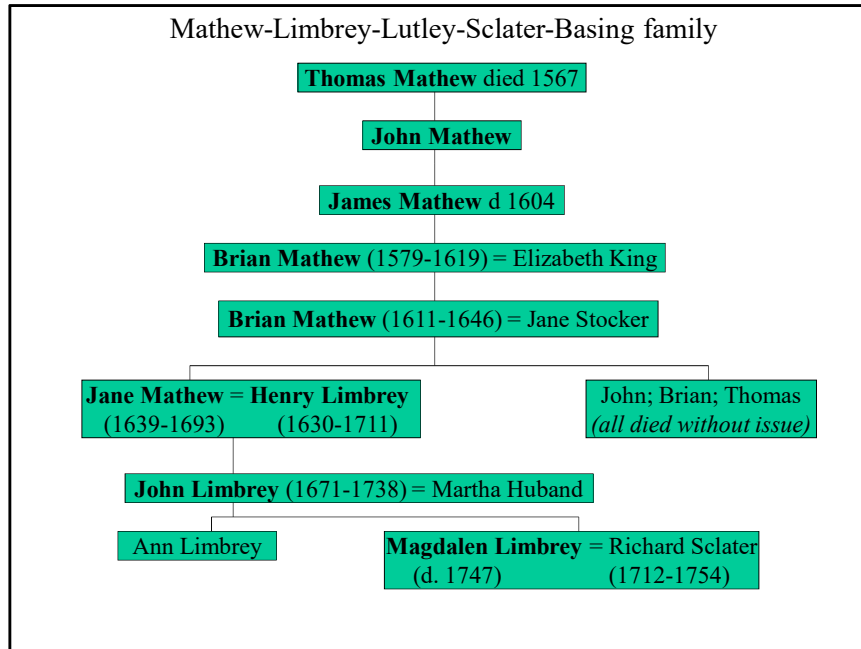 Mathew-Limbrey-Lutley-Sclater-Basing family
Thomas Mathew died 1567
John Mathew
James Mathew d 1604
Brian Mathew (1579-1619) = Elizabeth King
Brian Mathew (1611-1646) = Jane Stocker
Jane Mathew = Henry Limbrey
(1639-1693) (1630-1711)
John; Brian; Thomas
(all died without issue)
John Limbrey (1671-1738) = Martha Huband
Ann Limbrey
Magdalen Limbrey = Richard Sclater
(d. 1747) (1712-1754)